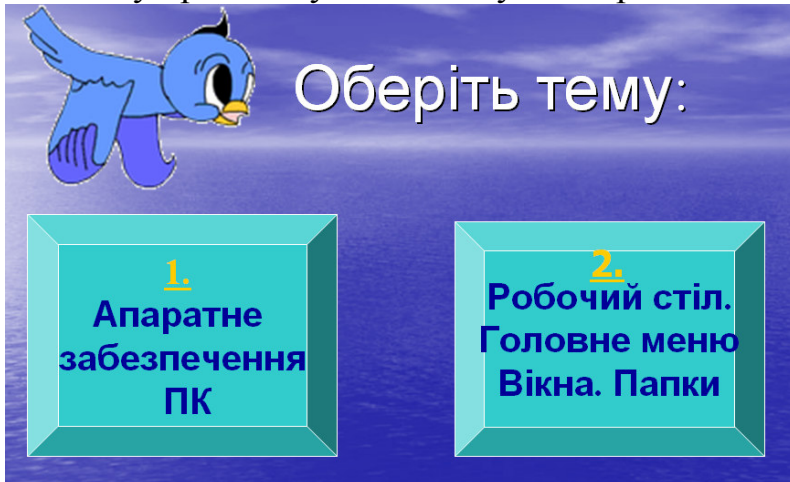 Оберіть тему:
1.
Апаратне
забезпечення
ПК
2.
Робочий стіл.
Головне меню
Вікна. Папки